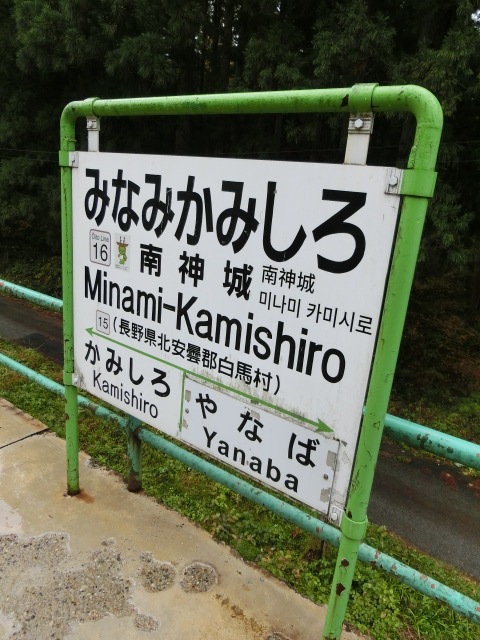 みなみかみしろ
Oito Line
16
南神城
南神城
미나미 카미시로
Minami-Kamishiro
15
(長野県北安曇郡白馬村)
かみしろ
Kamishiro
やなば
Yanaba